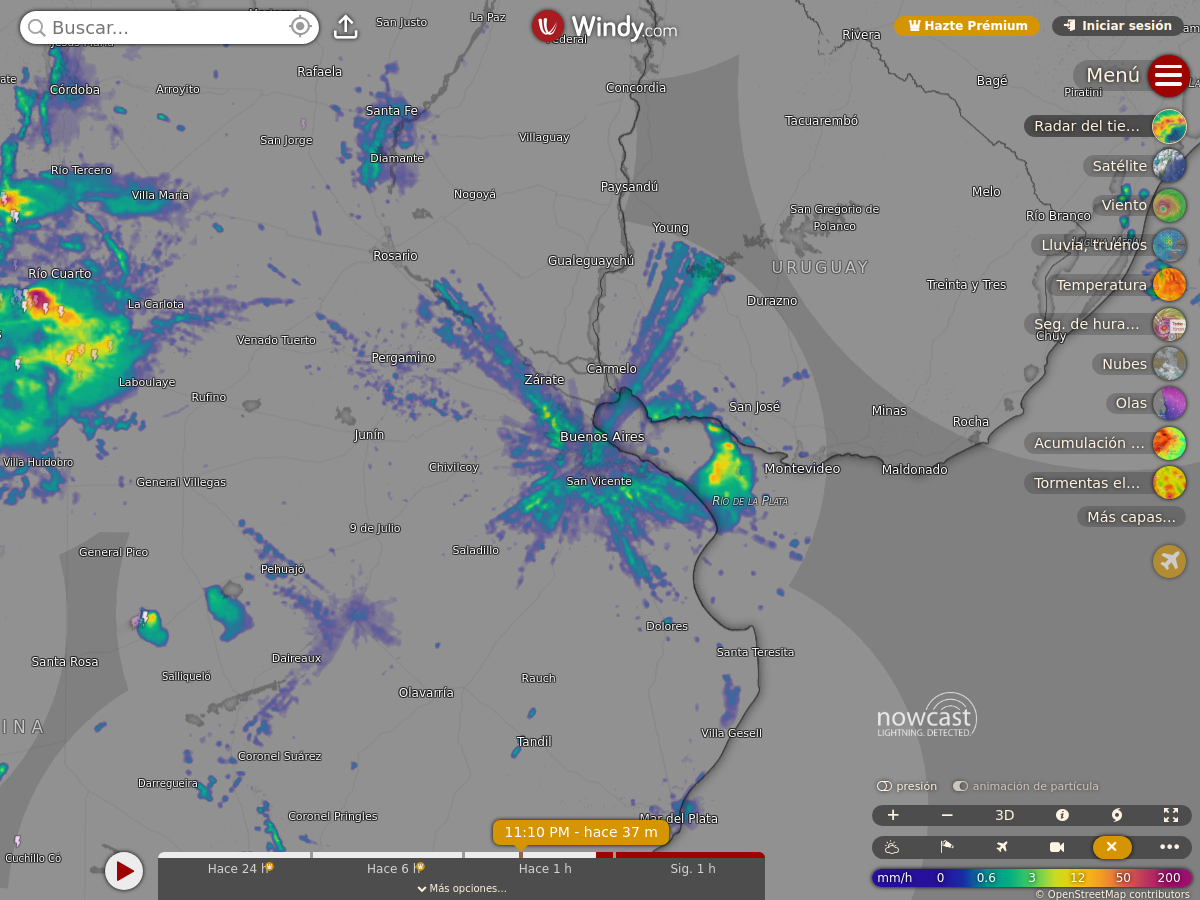 Buscar...
Windy.com
Hazte Prémium
Iniciar sesión
Menú
Radar del tie...
Satélite
Viento
Lluvia, truenos
Temperatura
Seg. de hura...
Nubes
Olas
Acumulación ...
Tormentas el...
Más capas...
San Justo
La Paz
Federal
Rivera
Rafaela
Concordia
Bagé
Piratini
Córdoba
Arroyito
Santa Fe
Tacuarembó
San Jorge
Villaguay
Diamante
Río Tercero
Villa María
Nogoyá
Paysandú
Melo
San Gregorio de
Polanco
Río Branco
Young
Rosario
Gualeguaychú
URUGUAY
Río Cuarto
La Carlota
Durazno
Treinta y Tres
Venado Tuerto
Chuy
Pergamino
Carmelo
Zárate
Laboulaye
Rufino
San José
Minas
Rocha
Junín
Buenos Aires
Villa Huidobro
Chivilcoy
Montevideo
Maldonado
General Villegas
San Vicente
Río de la Plata
9 de Julio
General Pico
Saladillo
Pehuajó
Dolores
Santa Teresita
Santa Rosa
Daireaux
Salliqueló
Rauch
Olavarría
INA
Villa Gesell
Tandil
Coronel Suárez
Darregueira
Coronel Pringles
Mar del Plata
Cuchillo Có
nowcast
LIGHTNING. DETECTED.
presión
animación de partícula
3D
11:10 PM - hace 37 m
Hace 24 h
Hace 6 h
Hace 1 h
Sig. 1 h
Más opciones...
mm/h 0 0.6 3 12 50 200
© OpenStreetMap contributors